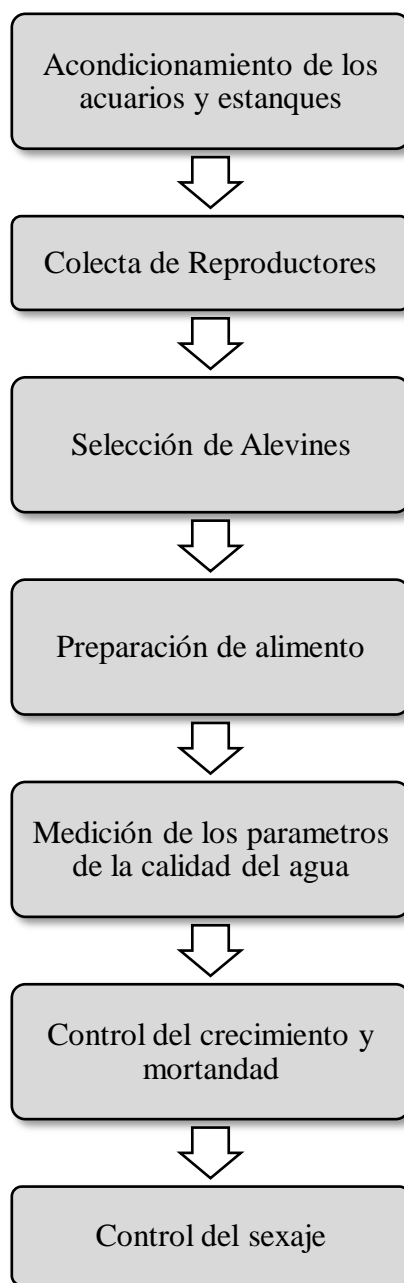 Acondicionamiento de los
acuarios y estanques
Colecta de Reproductores
Selección de Alevines
Preparación de alimento
Medición de los parametros
de la calidad del agua
Control del crecimiento y
mortandad
Control del sexaje